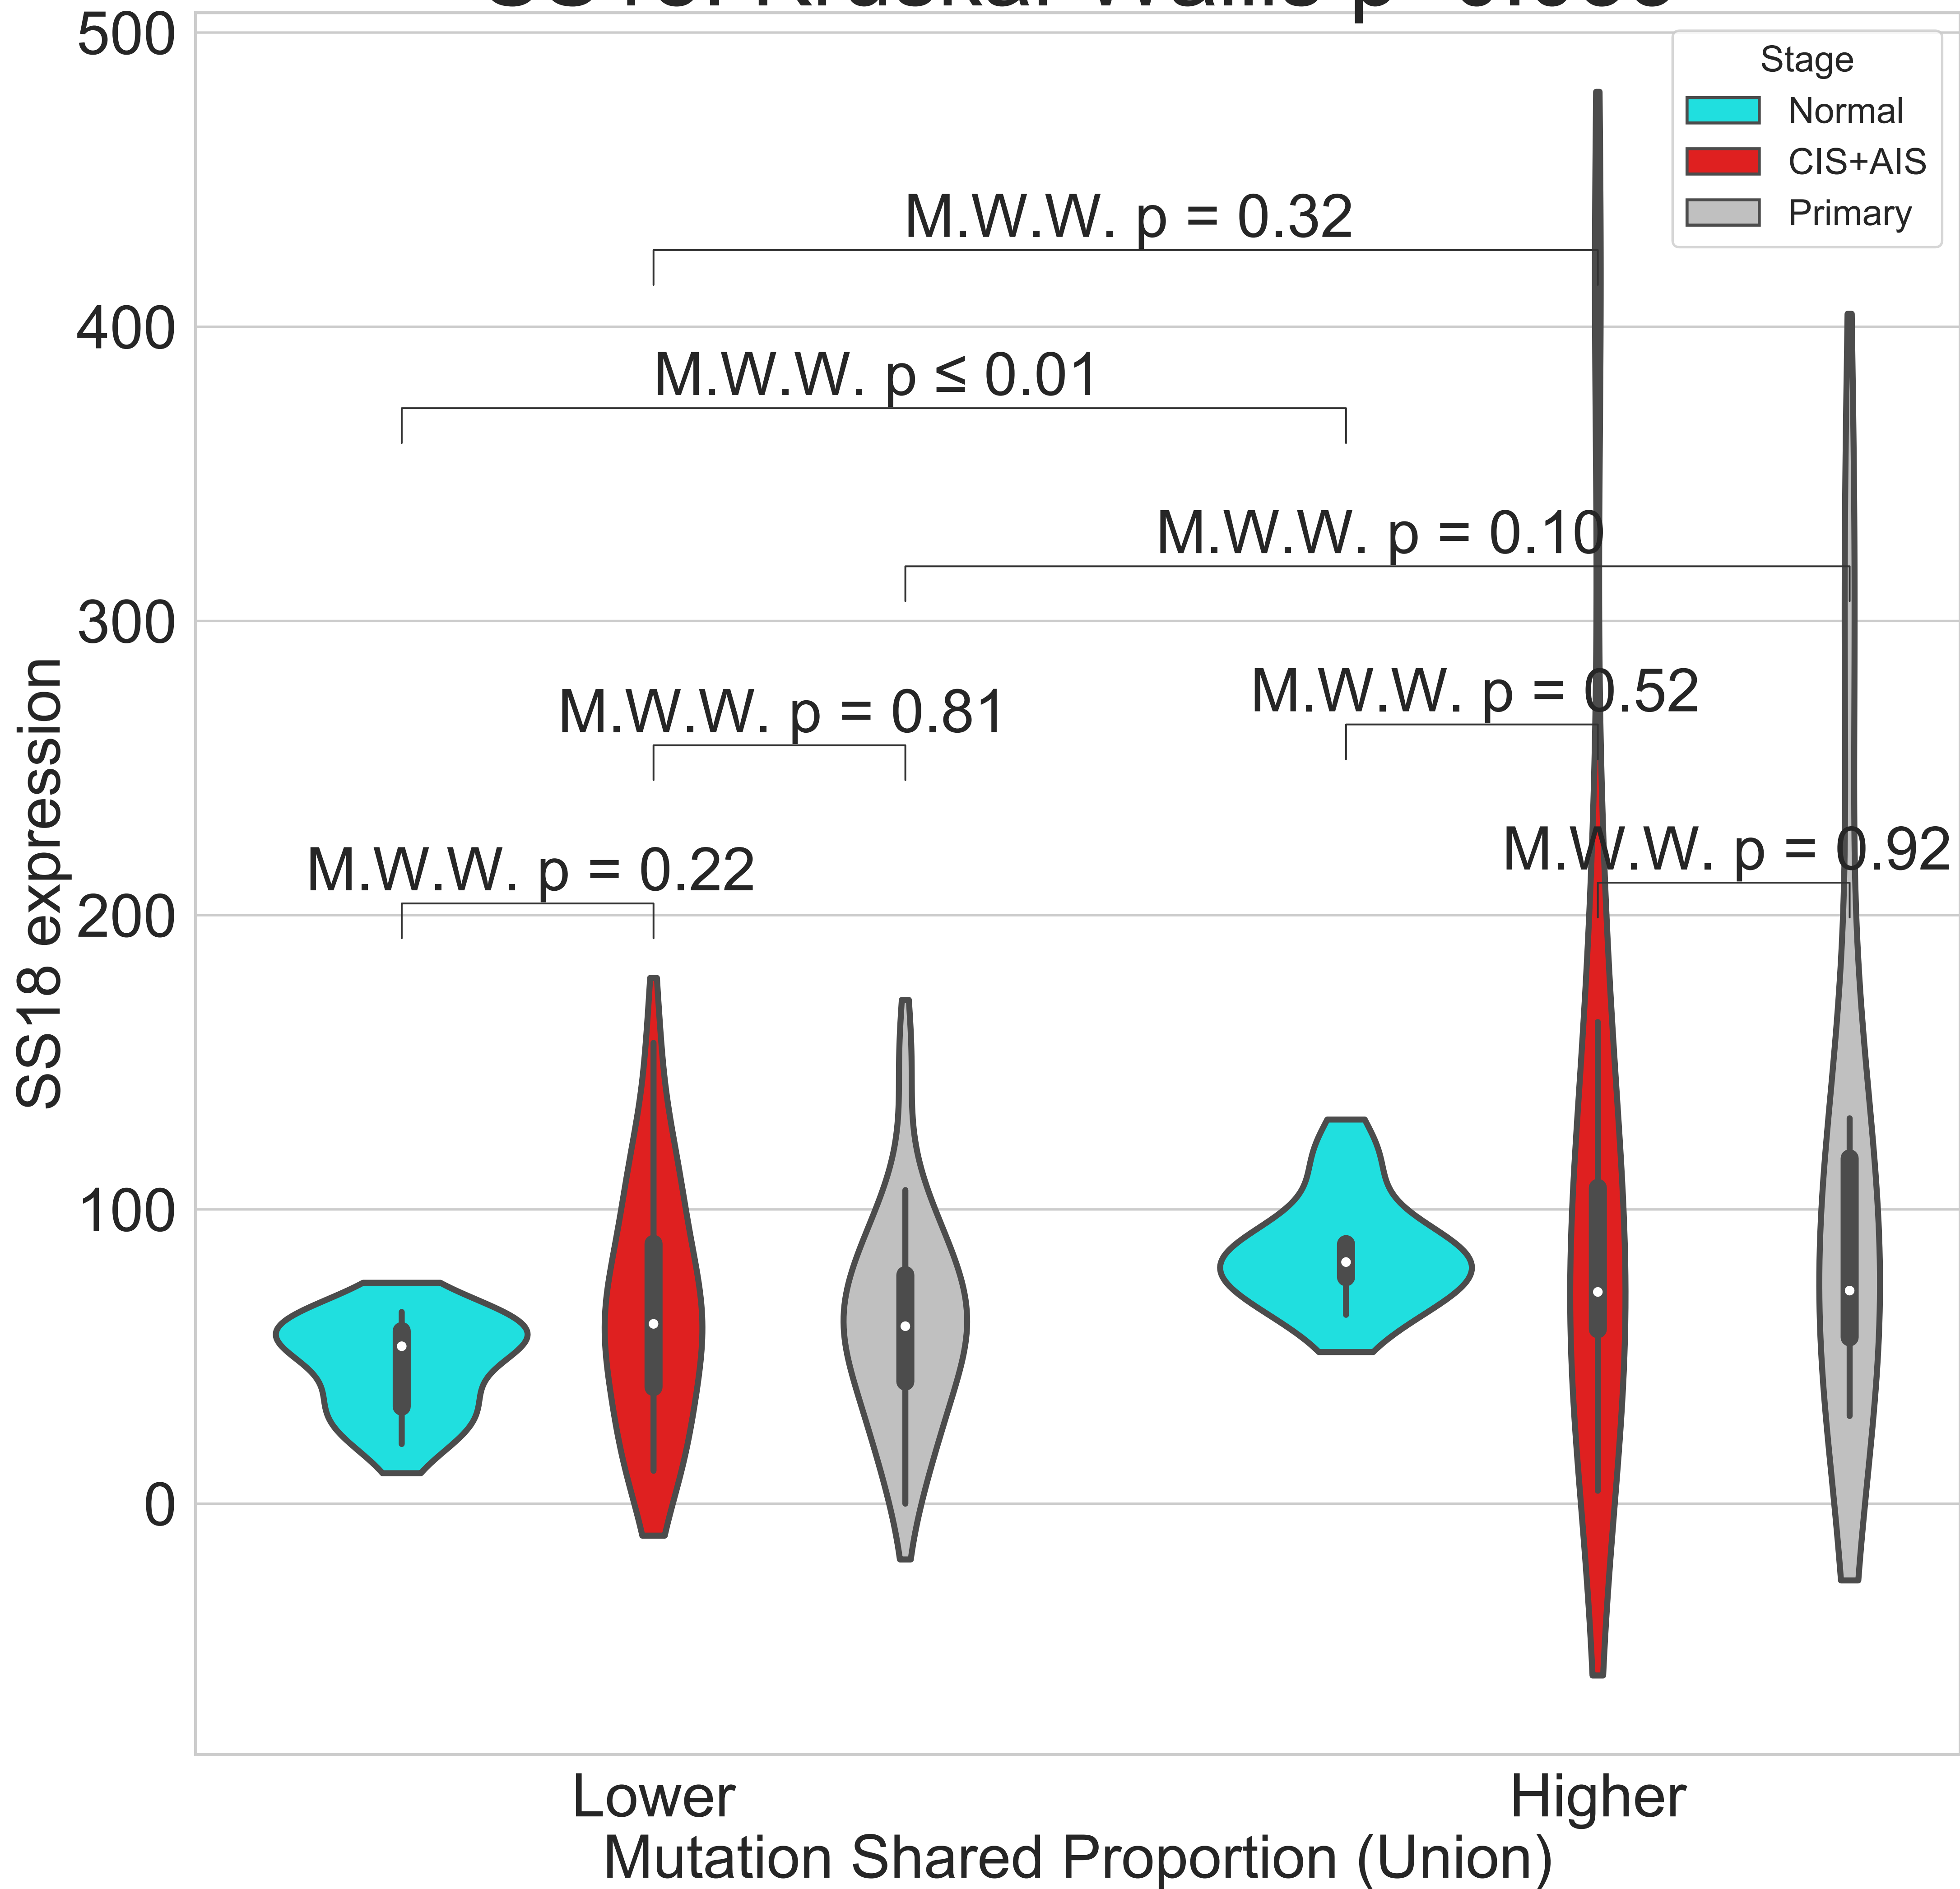 500
400
300
200
100
0
SS18 expression
Stage
Normal
CIS+AIS
Primary
M.W.W. p = 0.32
M.W.W. p ≤ 0.01
M.W.W. p = 0.10
M.W.W. p = 0.81
M.W.W. p = 0.52
M.W.W. p = 0.22
M.W.W. p = 0.92
Lower
Higher
Mutation Shared Proportion (Union)